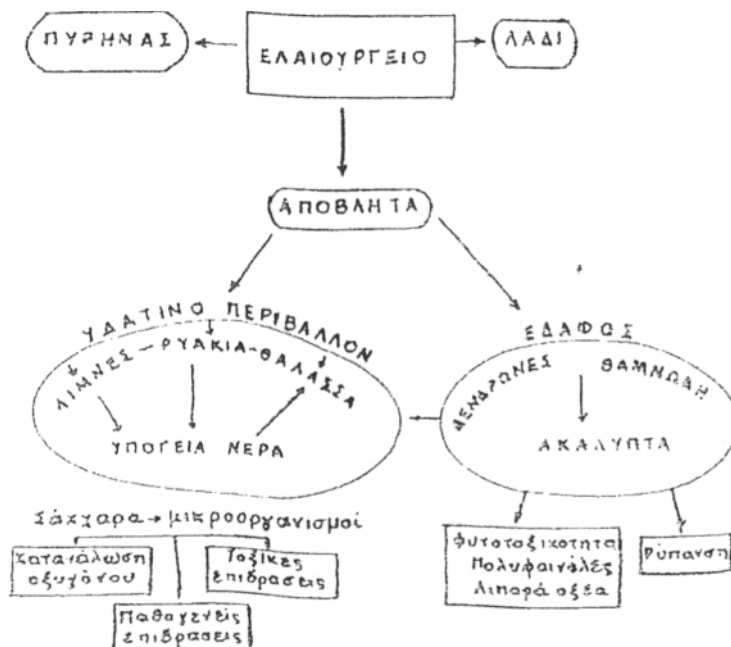 ΠΥΡΗΝΑΣ
ΕΛΑΙΟΥΡΓΕΙΟ
ΛΑΔΙ
ΑΠΟΒΛΗΤΑ
ΥΔΑΤΙΝΟ ΠΕΡΙΒΑΛΛΟΝ
ΛΙΜΝΕΣ – ΡΥΑΚΙΑ – ΘΑΛΑΣΣΑ
ΥΠΟΓΕΙΑ ΝΕΡΑ
ΕΔΑΦΟΣ
ΔΕΝΔΡΩΝΕΣ ΘΑΜΝΩΔΗ
ΑΚΑΛΥΠΤΑ
Σάκχαρα → μικροοργανισμοί
Κατανάλωση
οξυγόνου
Τοξικές
επιδράσεις
Παθογενείς
επιδράσεις
Φυτοτοξικότητα
Πολυφαινόλες
Λιπαρά οξέα
Ρύπανση